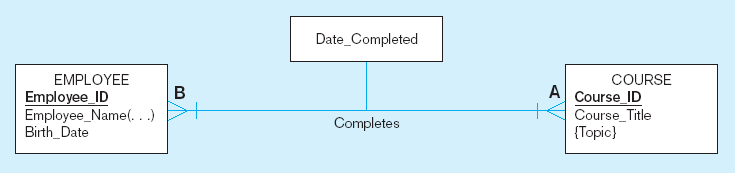 Date_Completed
EMPLOYEE
Employee_ID
Employee_Name(. . .)
Birth_Date
B
Completes
A
COURSE
Course_ID
Course_Title
{Topic}